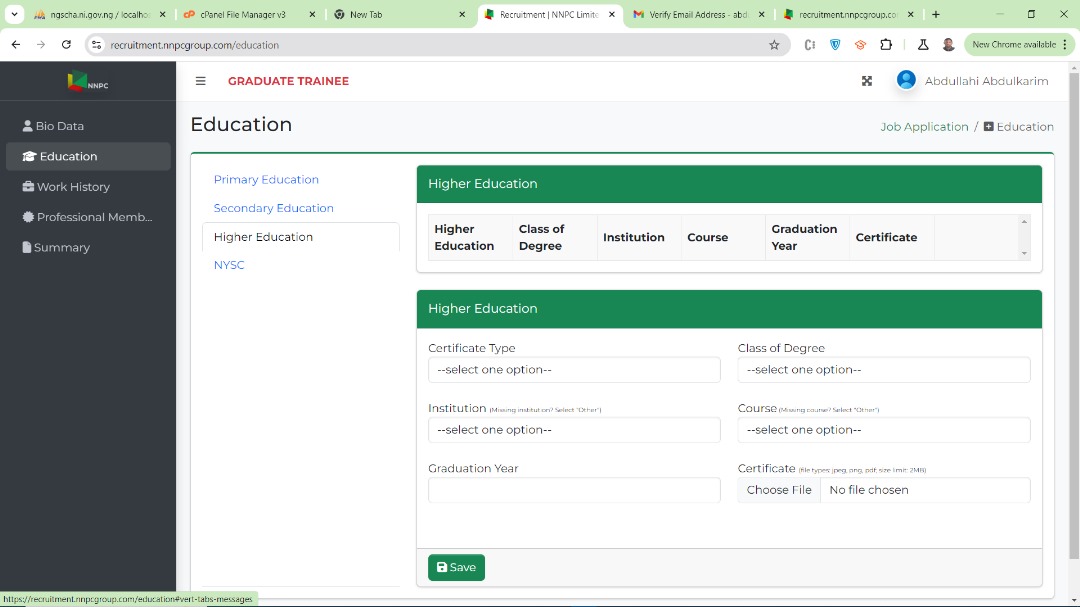 ngscha.ni.gov.ng / localho
cPanel File Manager v3
New Tab
Recruitment | NNPC Limite
Verify Email Address - abd
recruitment.nnpcgroup.co
recruitment.nnpcgroup.com/education
New Chrome available
NNPC
GRADUATE TRAINEE
Abdullahi Abdulkarim
Bio Data
Education
Work History
Professional Memb...
Summary
Education
Job Application / Education
Primary Education
Secondary Education
Higher Education
NYSC
Higher Education
Higher Education
Class of Degree
Institution
Course
Graduation Year
Certificate
Higher Education
Certificate Type
Class of Degree
--select one option--
--select one option--
Institution (Missing institution? Select "Other")
Course (Missing course? Select "Other")
--select one option--
--select one option--
Graduation Year
Certificate (file types: jpeg, png, pdf; size limit: 2MB)
Choose File No file chosen
Save
https://recruitment.nnpcgroup.com/education#vert-tabs-messages